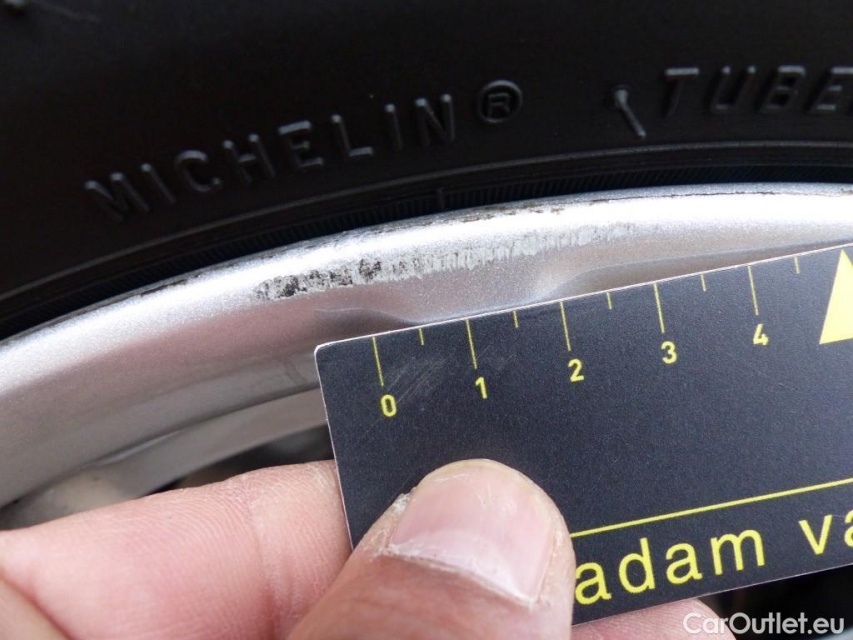 MICHELIN® TUBE
0 1 2 3 4
adam va
CarOutlet.eu